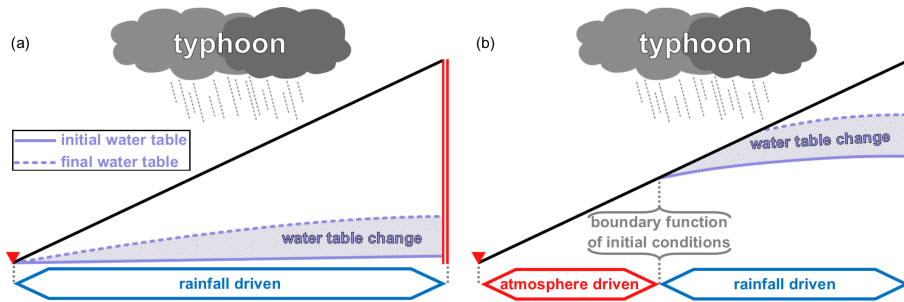 (a)
typhoon
initial water table
final water table
water table change
rainfall driven
(b)
typhoon
water table change
boundary function
of initial conditions
atmosphere driven
rainfall driven